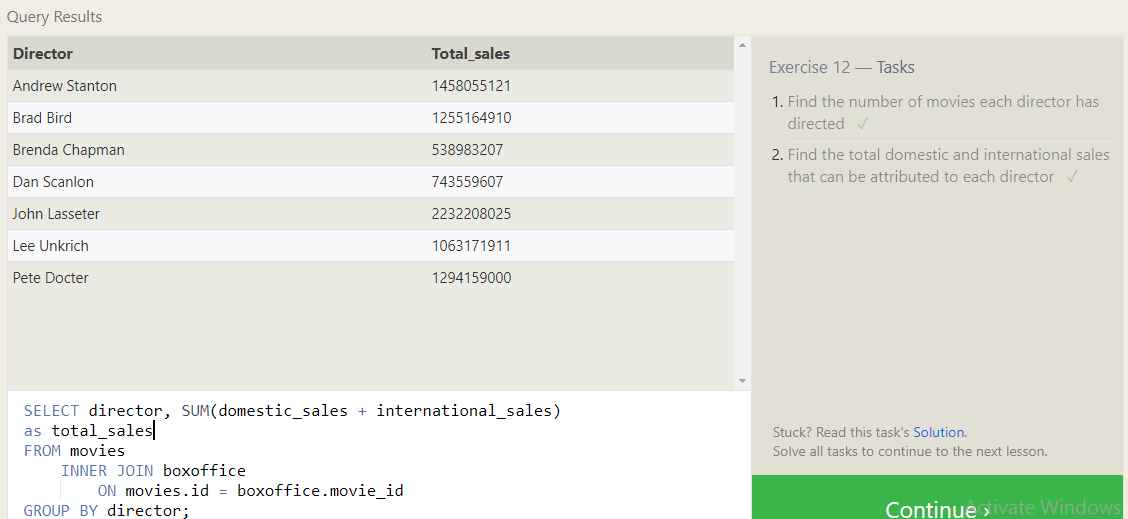 Query Results
Director Total_sales
Andrew Stanton 1458055121
Brad Bird 1255164910
Brenda Chapman 538983207
Dan Scanlon 743559607
John Lasseter 2232208025
Lee Unkrich 1063171911
Pete Docter 1294159000
SELECT director, SUM(domestic_sales + international_sales)
as total_sales
FROM movies
INNER JOIN boxoffice
ON movies.id = boxoffice.movie_id
GROUP BY director;
Exercise 12 — Tasks
1. Find the number of movies each director has
directed ✓
2. Find the total domestic and international sales
that can be attributed to each director ✓
Stuck? Read this task's Solution.
Solve all tasks to continue to the next lesson.
Continue ›
Activate Windows